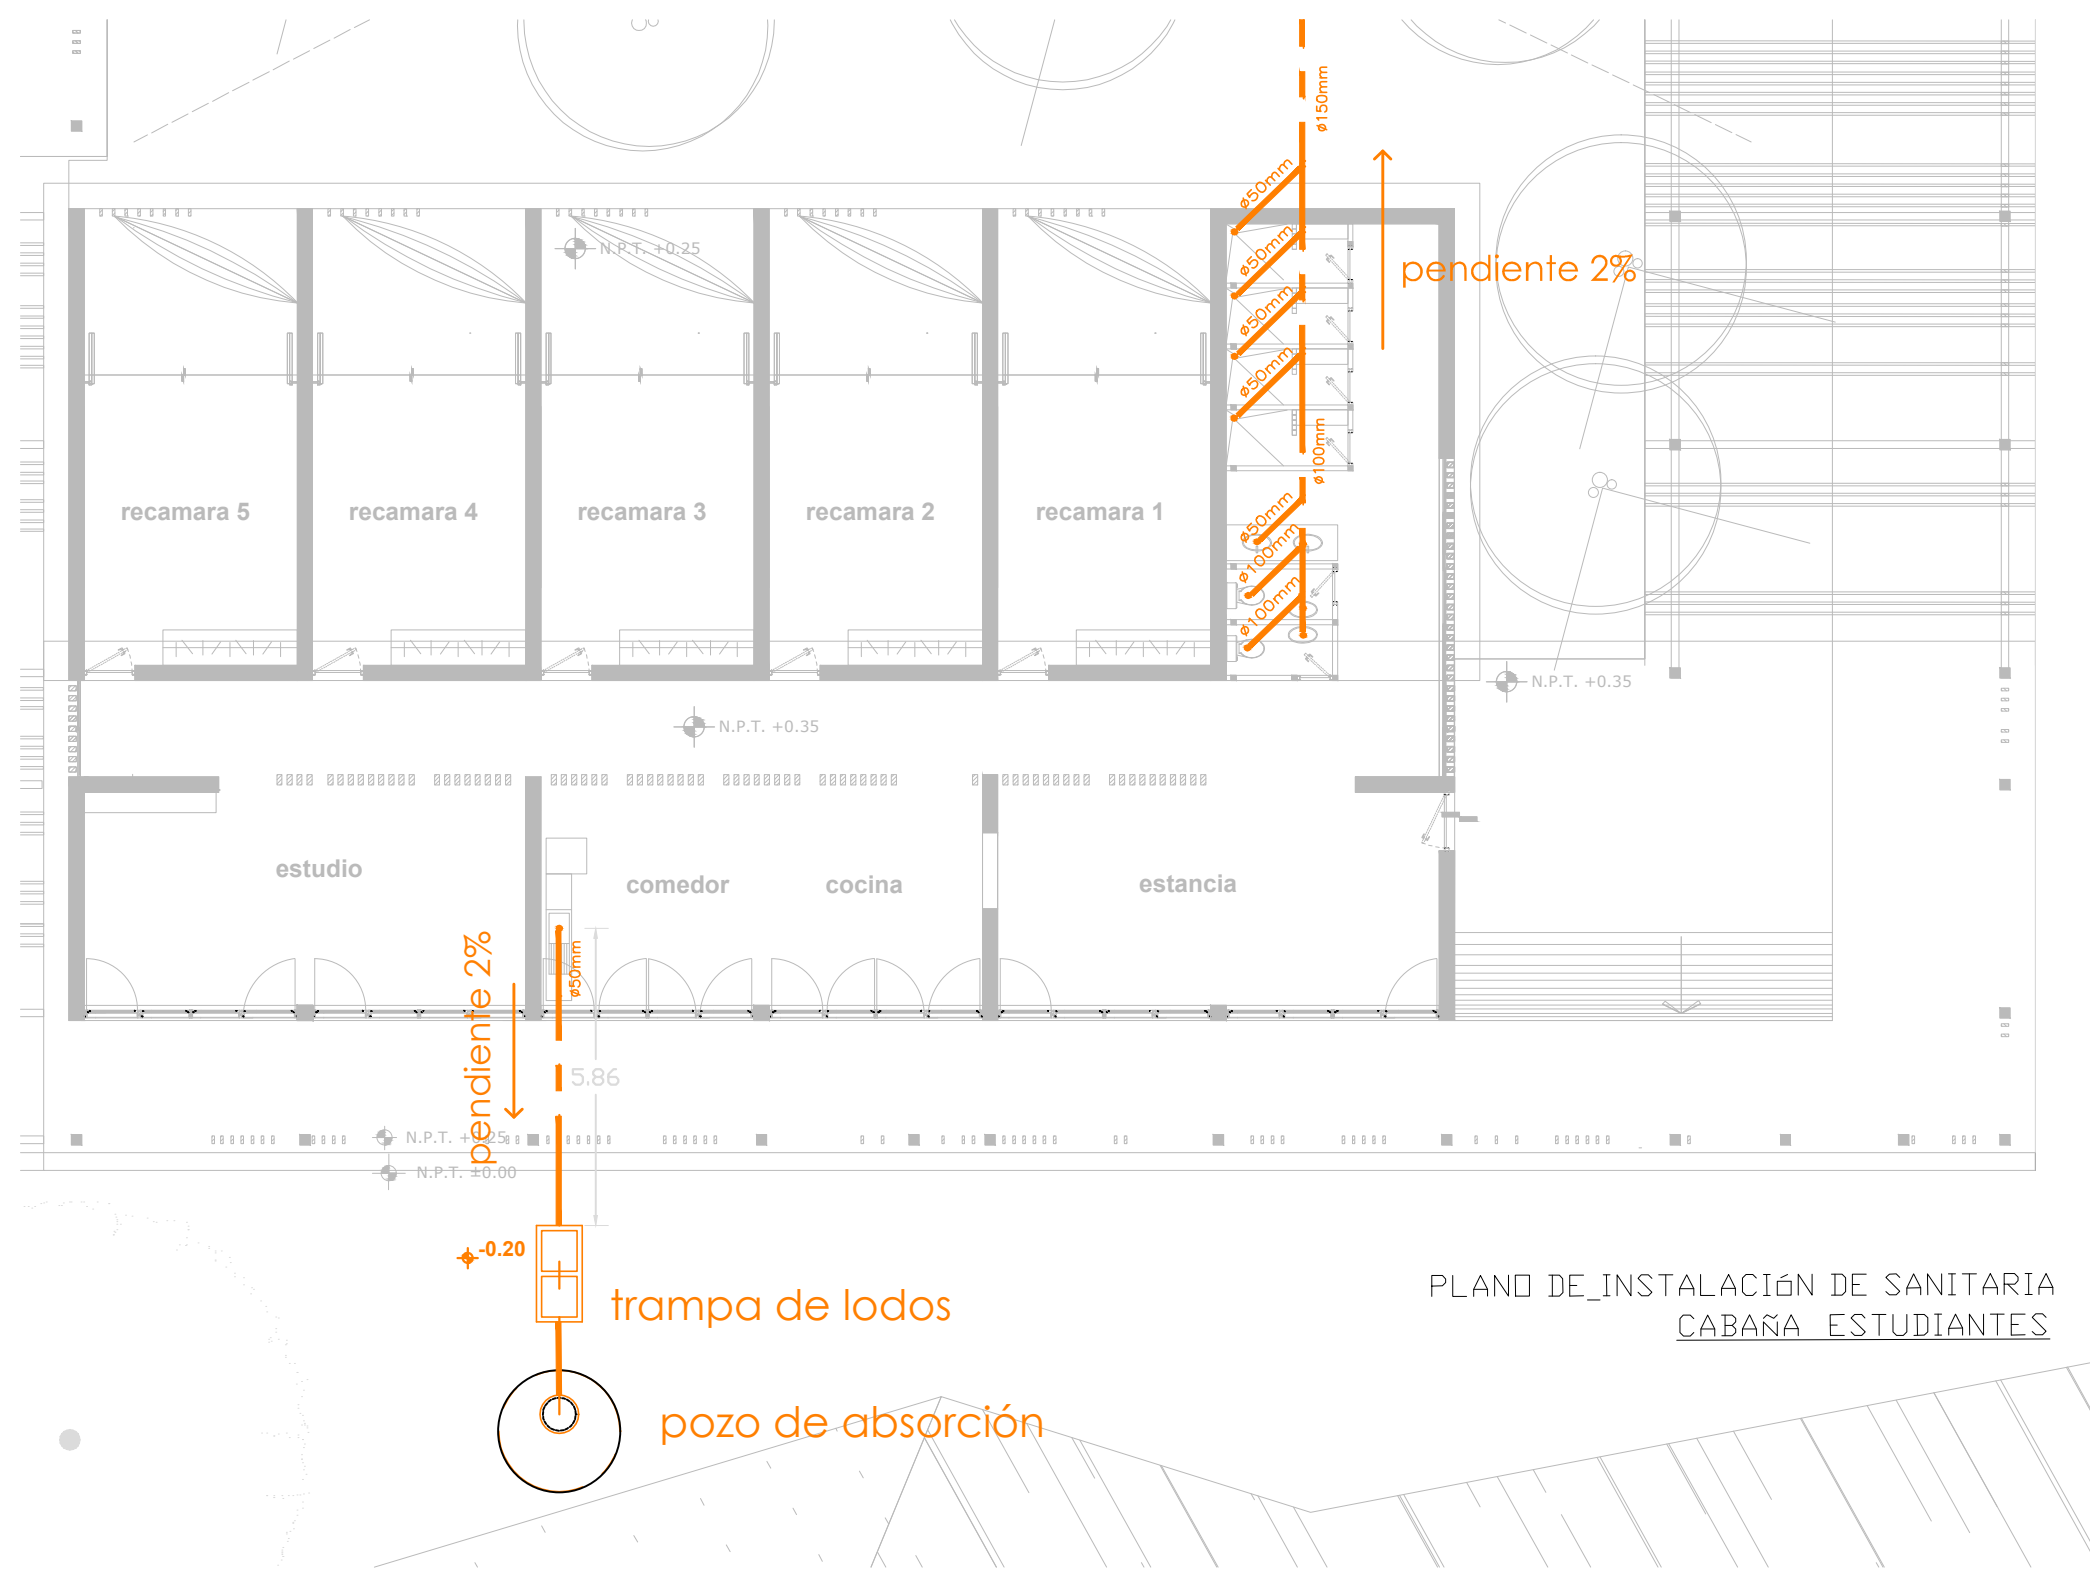 ø150mm
ø50mm
N.P.T. +0.25
ø50mm
pendiente 2%
ø50mm
ø50mm
ø100mm
recamara 5
recamara 4
recamara 3
recamara 2
recamara 1
ø50mm
ø100mm
ø100mm
N.P.T. +0.35
N.P.T. +0.35
estudio
comedor
cocina
estancia
pendiente 2%
ø50mm
5.86
N.P.T. +0.25
N.P.T. ±0.00
-0.20
trampa de lodos
PLANO DE_INSTALACIóN DE SANITARIA
CABAÑA ESTUDIANTES
pozo de absorción